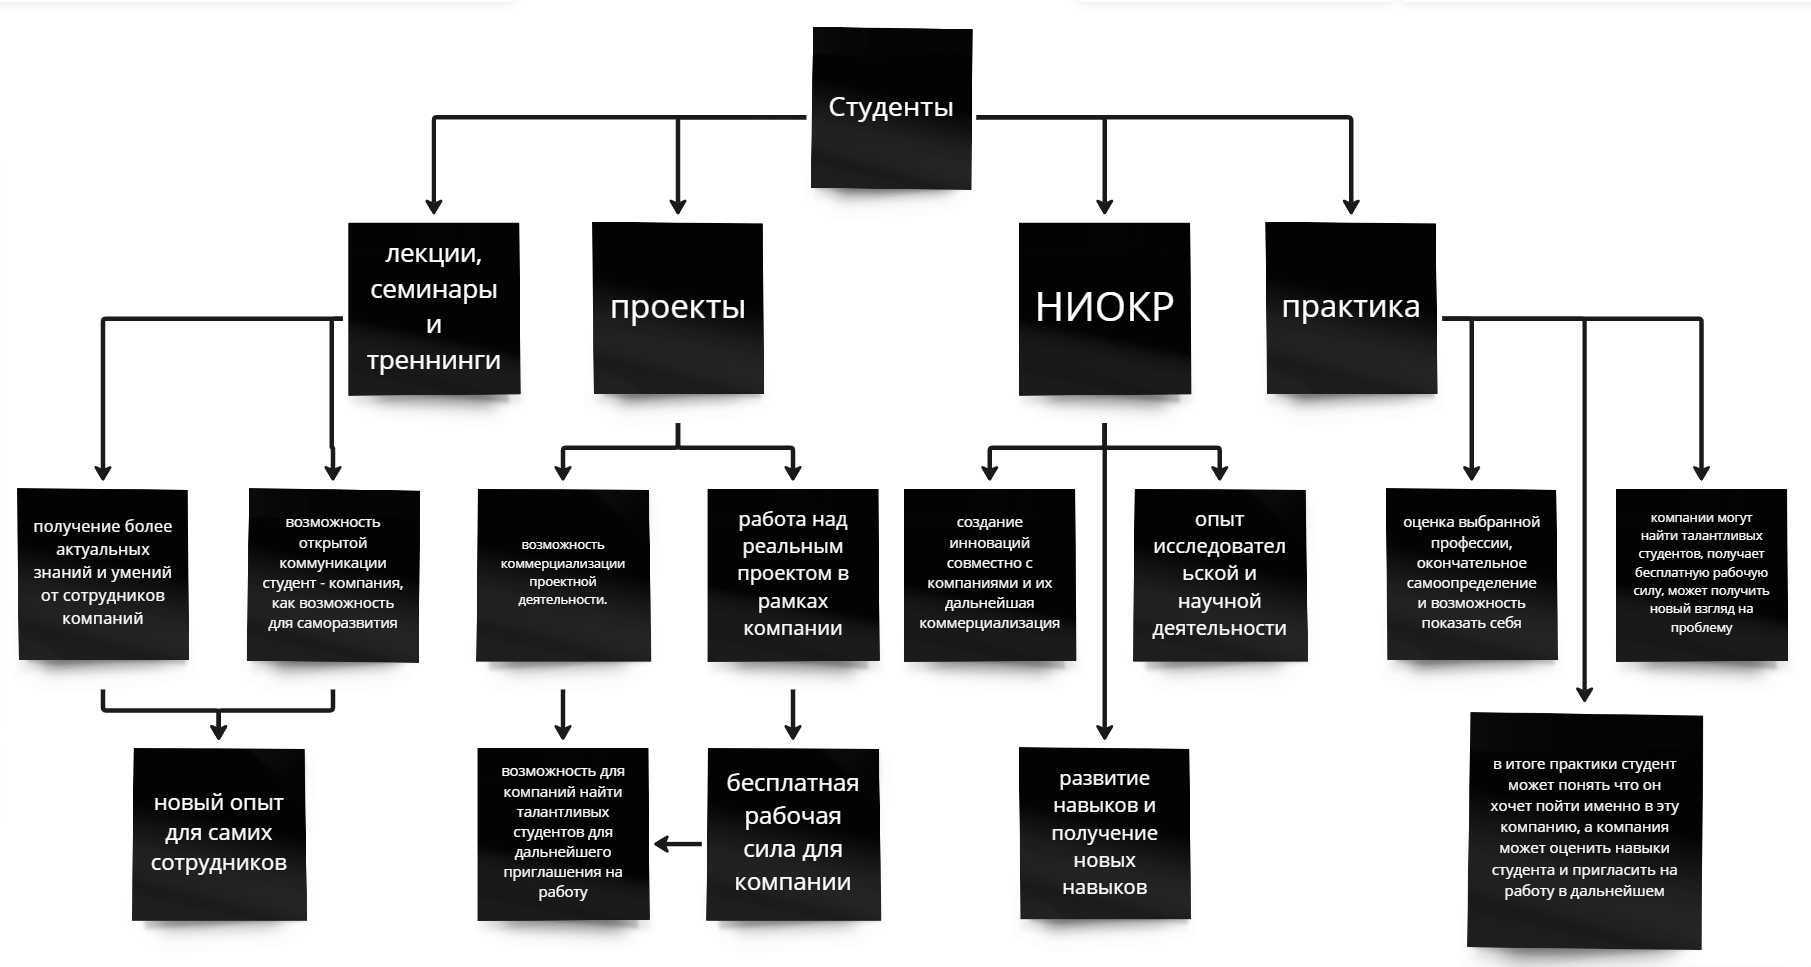 Студенты
лекции,
семинары
и
треннинги
проекты
НИОКР
практика
получение более
актуальных
знаний и умений
от сотрудников
компаний
возможность
открытой
коммуникации
студент - компания,
как возможность
для саморазвития
возможность
коммерциализации
проектной
деятельности.
работа над
реальным
проектом в
рамках
компании
создание
инноваций
совместно с
компаниями и их
дальнейшая
коммерциализация
опыт
исследовател
ьской и
научной
деятельности
оценка выбранной
профессии,
окончательное
самоопределение
и возможность
показать себя
компании могут
найти талантливых
студентов, получает
бесплатную рабочую
силу, может получить
новый взгляд на
проблему
новый опыт
для самих
сотрудников
возможность для
компаний найти
талантливых
студентов для
дальнейшего
приглашения на
работу
бесплатная
рабочая
сила для
компании
развитие
навыков и
получение
новых
навыков
в итоге практики студент
может понять что он
хочет пойти именно в эту
компанию, а компания
может оценить навыки
студента и пригласить на
работу в дальнейшем